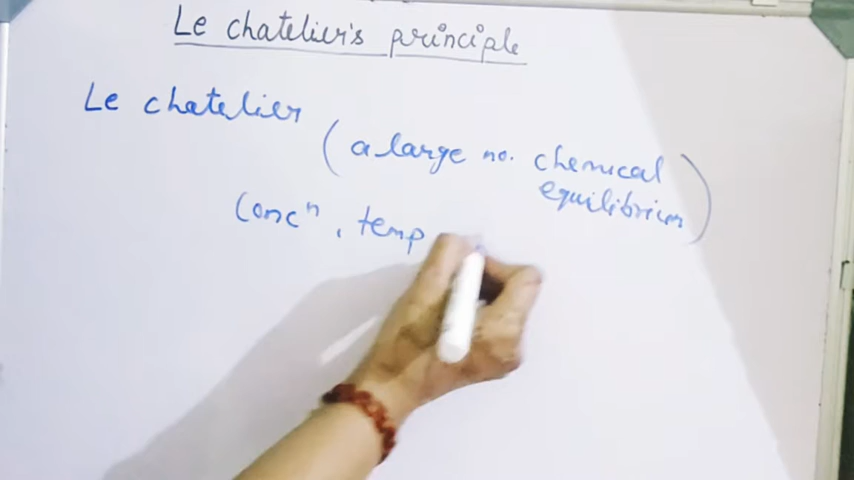 Le chatelier's principle
Le chatelier
(a large no. chemical
equilibrium)
Concⁿ, temp